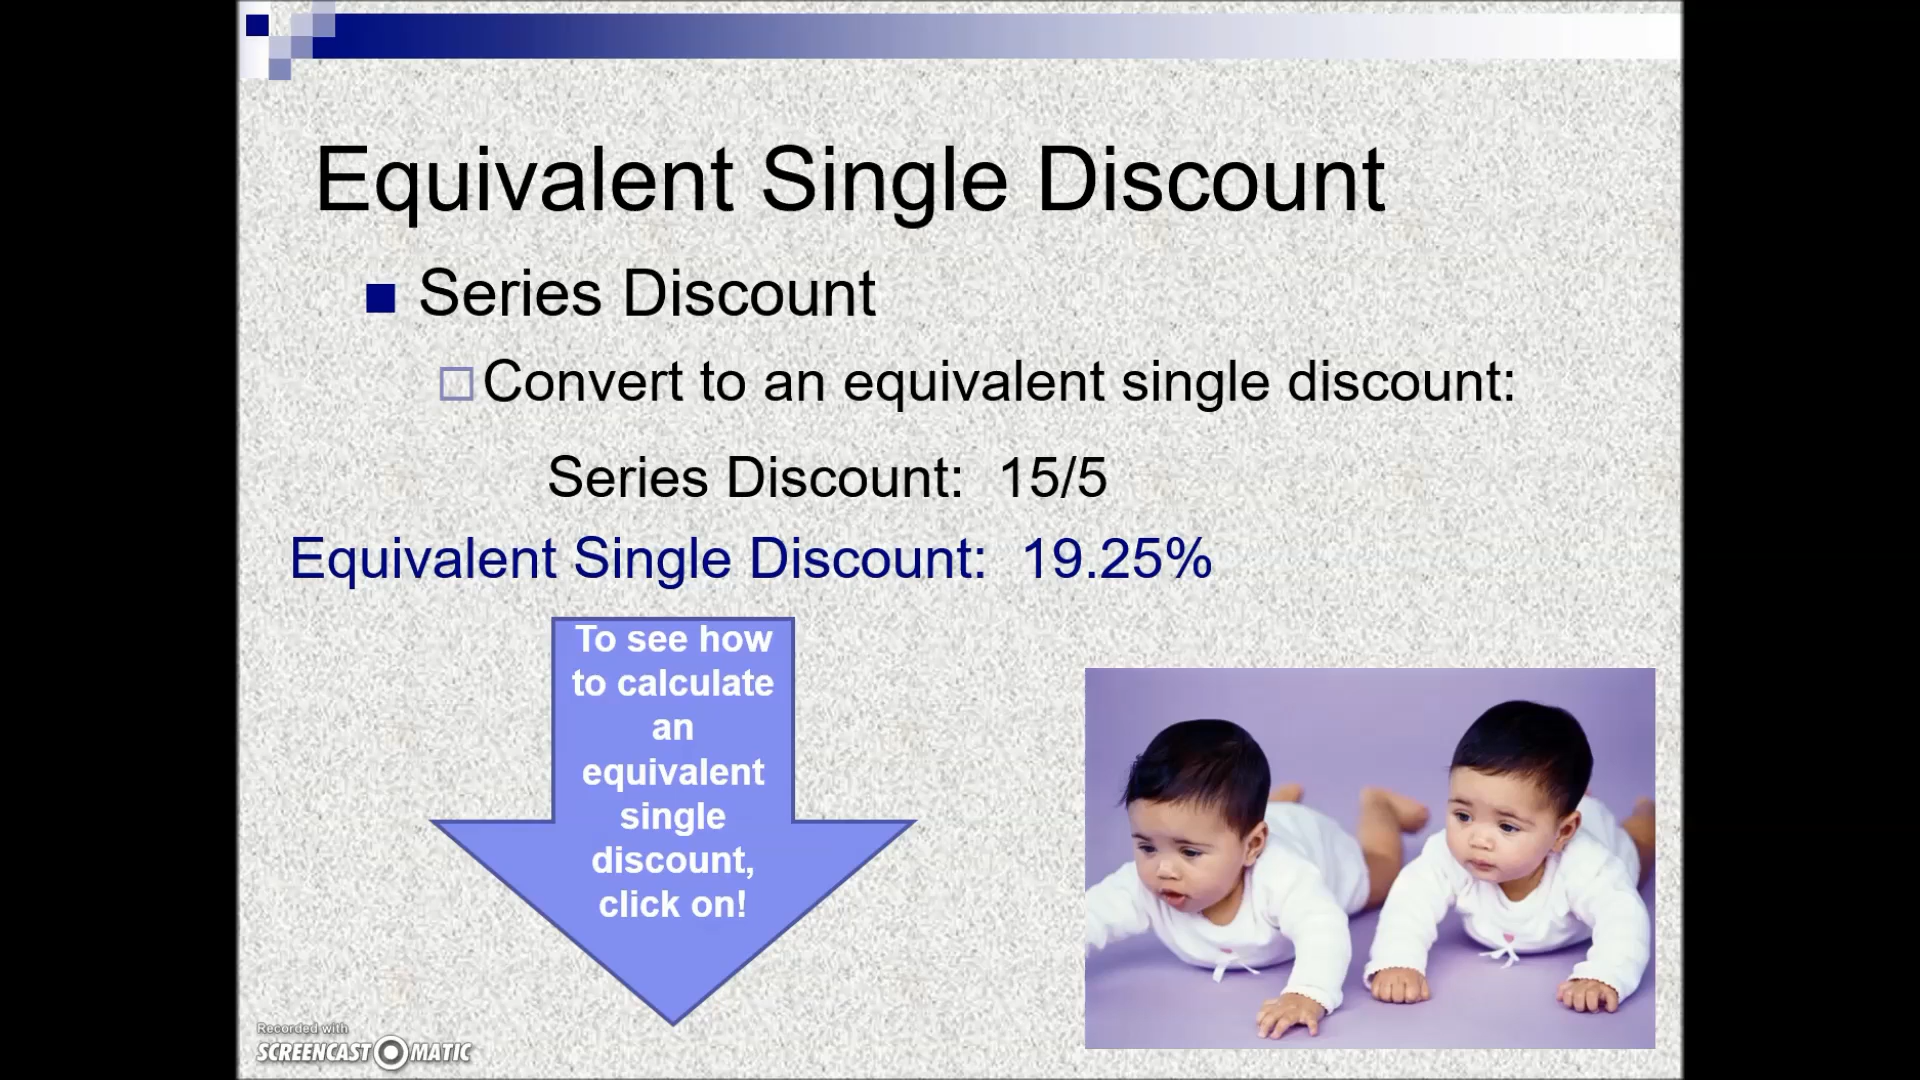 Equivalent Single Discount
Series Discount
Convert to an equivalent single discount:
Series Discount: 15/5
Equivalent Single Discount: 19.25%
To see how
to calculate
an
equivalent
single
discount,
click on!
Recorded with
SCREENCAST MATIC